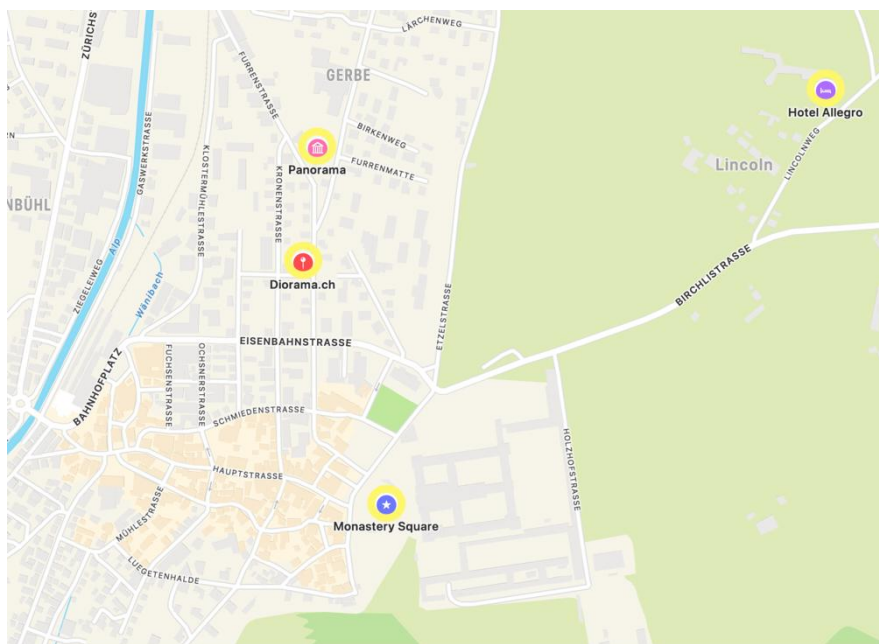 LÄRCHENWEG
ZÜRICHS
FURRENSTRASSE
GERBE
Hotel Allegro
BIRKENWEG
GASWERKSTRASSE
KLOSTERMÜHLESTRASSE
Panorama
FURRENMATTE
KRONENSTRASSE
Lincoln
LINCOLNWEG
RN
NBÜHL
Alp
ZIEGELEIWEG
Wänibach
Diorama.ch
BIRCHLISTRASSE
ETZELSTRASSE
EISENBAHNSTRASSE
BAHNHOFPLATZ
FUCHSENSTRASSE
OCHSNERSTRASSE
SCHMIEDENSTRASSE
HOLZHOFSTRASSE
HAUPTSTRASSE
MÜHLESTRASSE
Monastery Square
LUEGETENHALDE